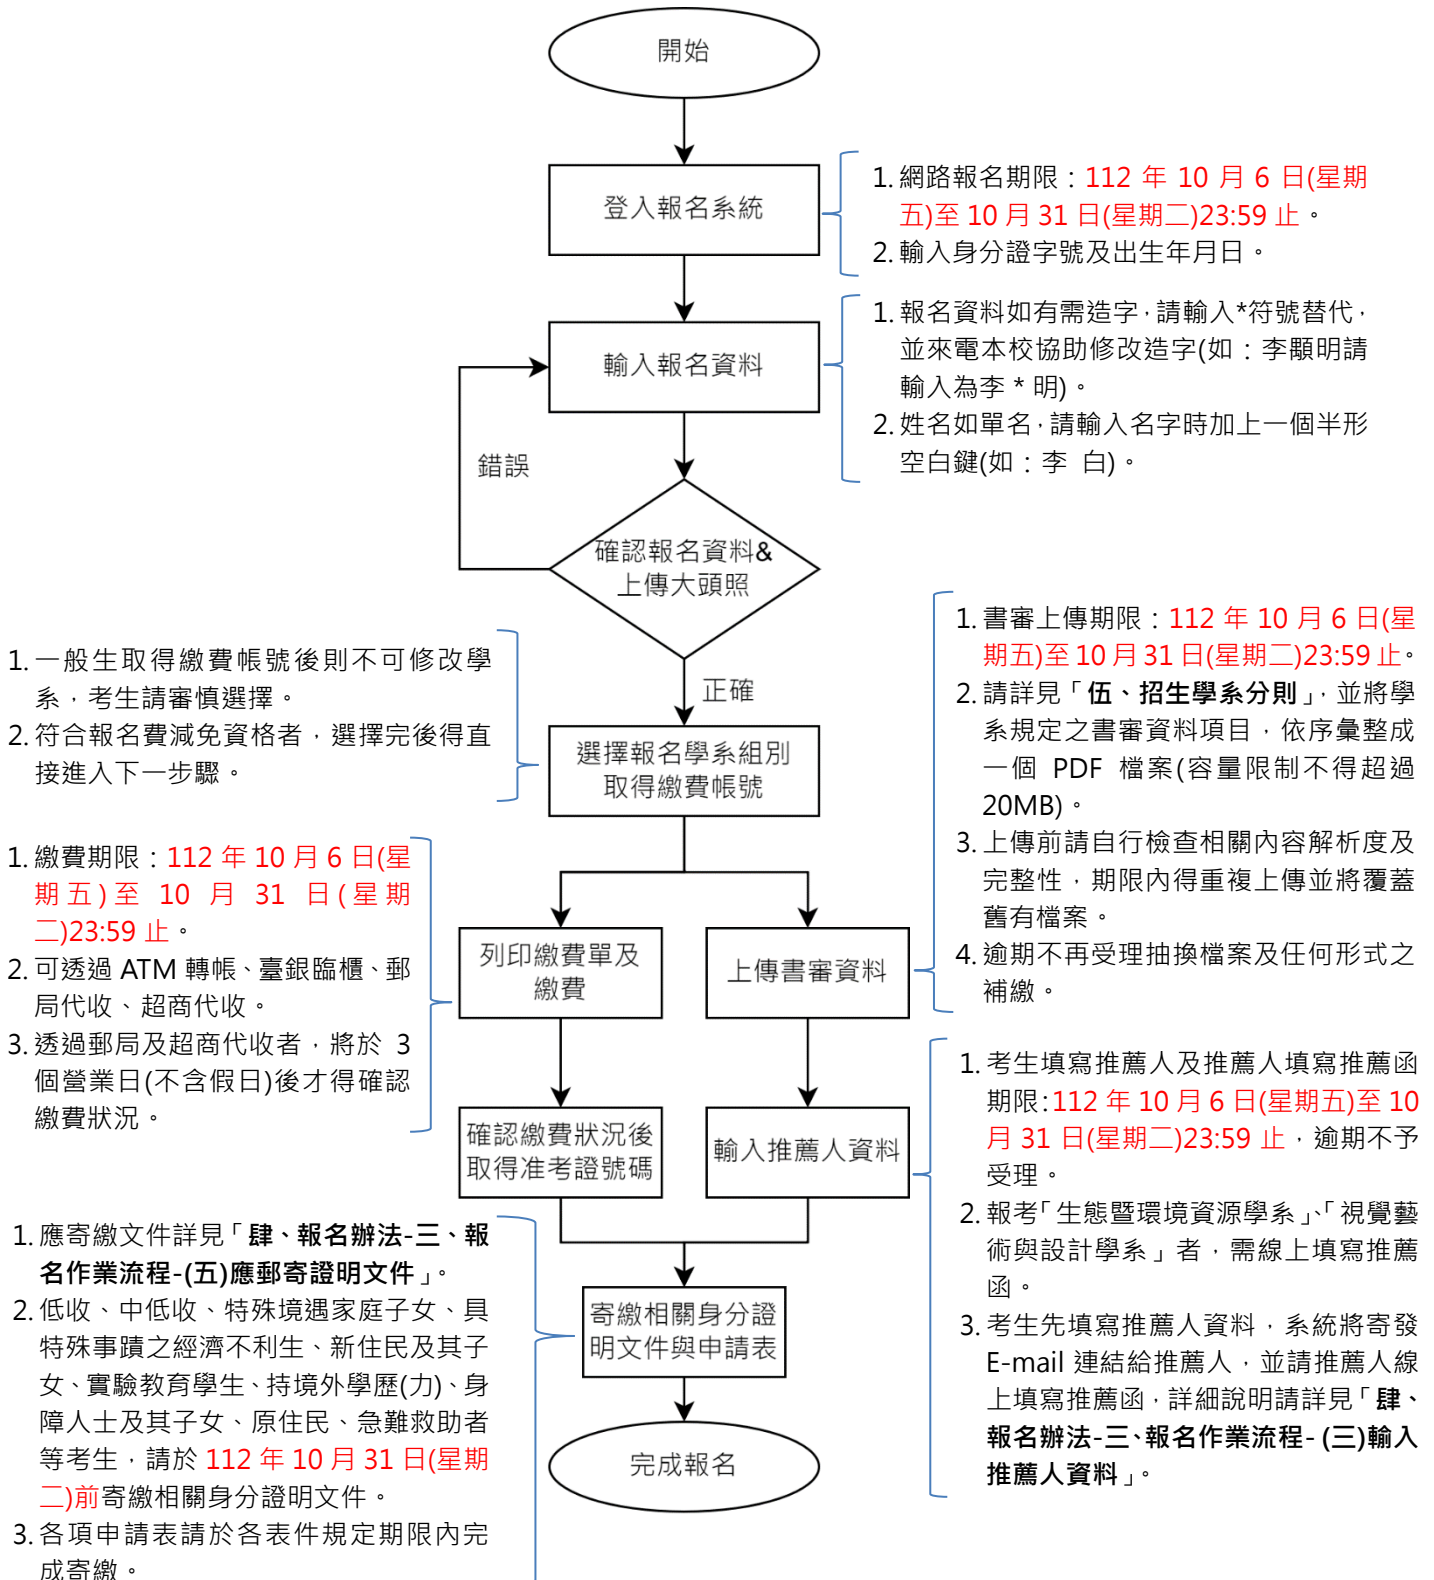 開始
登入報名系統
1. 網路報名期限：112 年 10 月 6 日(星期
五)至 10 月 31 日(星期二)23:59 止。
2. 輸入身分證字號及出生年月日。
輸入報名資料
1. 報名資料如有需造字，請輸入*符號替代，
並來電本校協助修改造字(如：李顒明請
輸入為李 * 明)。
2. 姓名如單名，請輸入名字時加上一個半形
空白鍵(如：李 白)。
錯誤
確認報名資料&
上傳大頭照
正確
1. 一般生取得繳費帳號後則不可修改學
系，考生請審慎選擇。
2. 符合報名費減免資格者，選擇完後得直
接進入下一步驟。
選擇報名學系組別
取得繳費帳號
1. 書審上傳期限：112 年 10 月 6 日(星
期五)至 10 月 31 日(星期二)23:59 止。
2. 請詳見「伍、招生學系分則」，並將學
系規定之書審資料項目，依序彙整成
一個 PDF 檔案(容量限制不得超過
20MB)。
3. 上傳前請自行檢查相關內容解析度及
完整性，期限內得重複上傳並將覆蓋
舊有檔案。
4. 逾期不再受理抽換檔案及任何形式之
補繳。
1. 繳費期限：112 年 10 月 6 日(星
期五)至 10 月 31 日(星期
二)23:59 止。
2. 可透過 ATM 轉帳、臺銀臨櫃、郵
局代收、超商代收。
3. 透過郵局及超商代收者，將於 3
個營業日(不含假日)後才得確認
繳費狀況。
列印繳費單及
繳費
上傳書審資料
確認繳費狀況後
取得准考證號碼
輸入推薦人資料
1. 考生填寫推薦人及推薦人填寫推薦函
期限：112 年 10 月 6 日(星期五)至 10
月 31 日(星期二)23:59 止，逾期不予
受理。
2. 報考「生態暨環境資源學系」、「視覺藝
術與設計學系」者，需線上填寫推薦
函。
3. 考生先填寫推薦人資料，系統將寄發
E-mail 連結給推薦人，並請推薦人線
上填寫推薦函，詳細說明請詳見「肆、
報名辦法-三、報名作業流程- (三)輸入
推薦人資料」。
1. 應寄繳文件詳見「肆、報名辦法-三、報
名作業流程-(五)應郵寄證明文件」。
2. 低收、中低收、特殊境遇家庭子女、具
特殊事蹟之經濟不利生、新住民及其子
女、實驗教育學生、持境外學歷(力)、身
障人士及其子女、原住民、急難救助者
等考生，請於 112 年 10 月 31 日(星期
二)前寄繳相關身分證明文件。
3. 各項申請表請於各表件規定期限內完
成寄繳。
寄繳相關身分證
明文件與申請表
完成報名